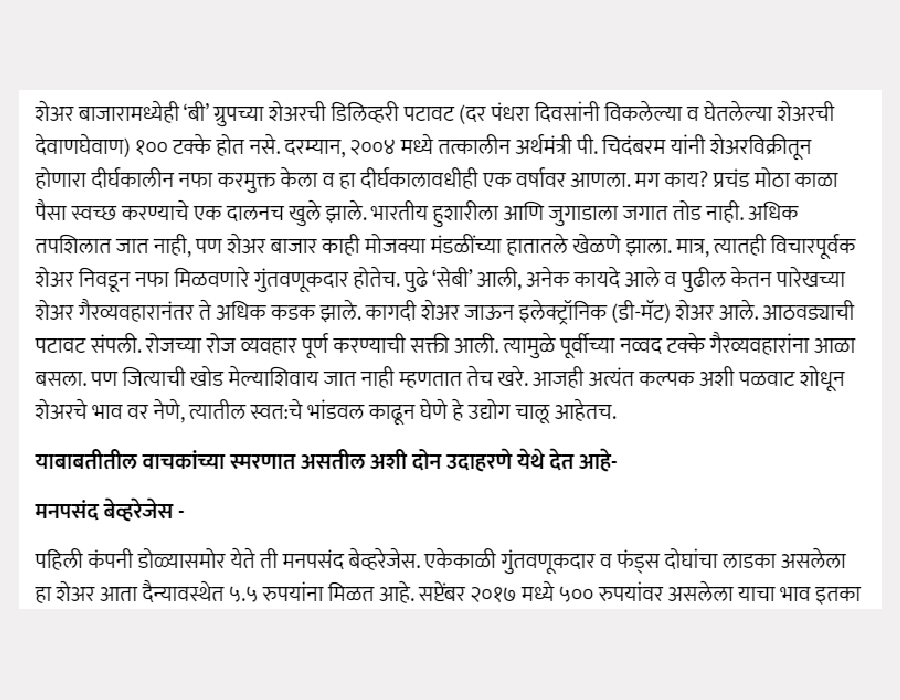 शेअर बाजारामध्येही ‘बी’ ग्रुपच्या शेअरची डिलिव्हरी पटावट (दर पंधरा दिवसांनी विकलेल्या व घेतलेल्या शेअरची
देवाणघेवाण) १०० टक्के होत नसे. दरम्यान, २००४ मध्ये तत्कालीन अर्थमंत्री पी. चिदंबरम यांनी शेअरविक्रीतून
होणारा दीर्घकालीन नफा करमुक्त केला व हा दीर्घकालावधीही एक वर्षावर आणला. मग काय? प्रचंड मोठा काळा
पैसा स्वच्छ करण्याचे एक दालनच खुले झाले. भारतीय हुशारीला आणि जुगाडाला जगात तोड नाही. अधिक
तपशिलात जात नाही, पण शेअर बाजार काही मोजक्या मंडळींच्या हातातले खेळणे झाला. मात्र, त्यातही विचारपूर्वक
शेअर निवडून नफा मिळवणारे गुंतवणूकदार होतेच. पुढे ‘सेबी’ आली, अनेक कायदे आले व पुढील केतन पारेखच्या
शेअर गैरव्यवहारानंतर ते अधिक कडक झाले. कागदी शेअर जाऊन इलेक्ट्रॉनिक (डी-मॅट) शेअर आले. आठवड्याची
पटावट संपली. रोजच्या रोज व्यवहार पूर्ण करण्याची सक्ती आली. त्यामुळे पूर्वीच्या नव्वद टक्के गैरव्यवहारांना आळा
बसला. पण जित्याची खोड मेल्याशिवाय जात नाही म्हणतात तेच खरे. आजही अत्यंत कल्पक अशी पळवाट शोधून
शेअरचे भाव वर नेणे, त्यातील स्वत:चे भांडवल काढून घेणे हे उद्योग चालू आहेतच.
याबाबतीतील वाचकांच्या स्मरणात असतील अशी दोन उदाहरणे येथे देत आहे-
मनपसंद बेव्हरेजेस -
पहिली कंपनी डोळ्यासमोर येते ती मनपसंद बेव्हरेजेस. एकेकाळी गुंतवणूकदार व फंड्स दोघांचा लाडका असलेला
हा शेअर आता दैन्यावस्थेत ५.५ रुपयांना मिळत आहे. सप्टेंबर २०१७ मध्ये ५०० रुपयांवर असलेला याचा भाव इतका